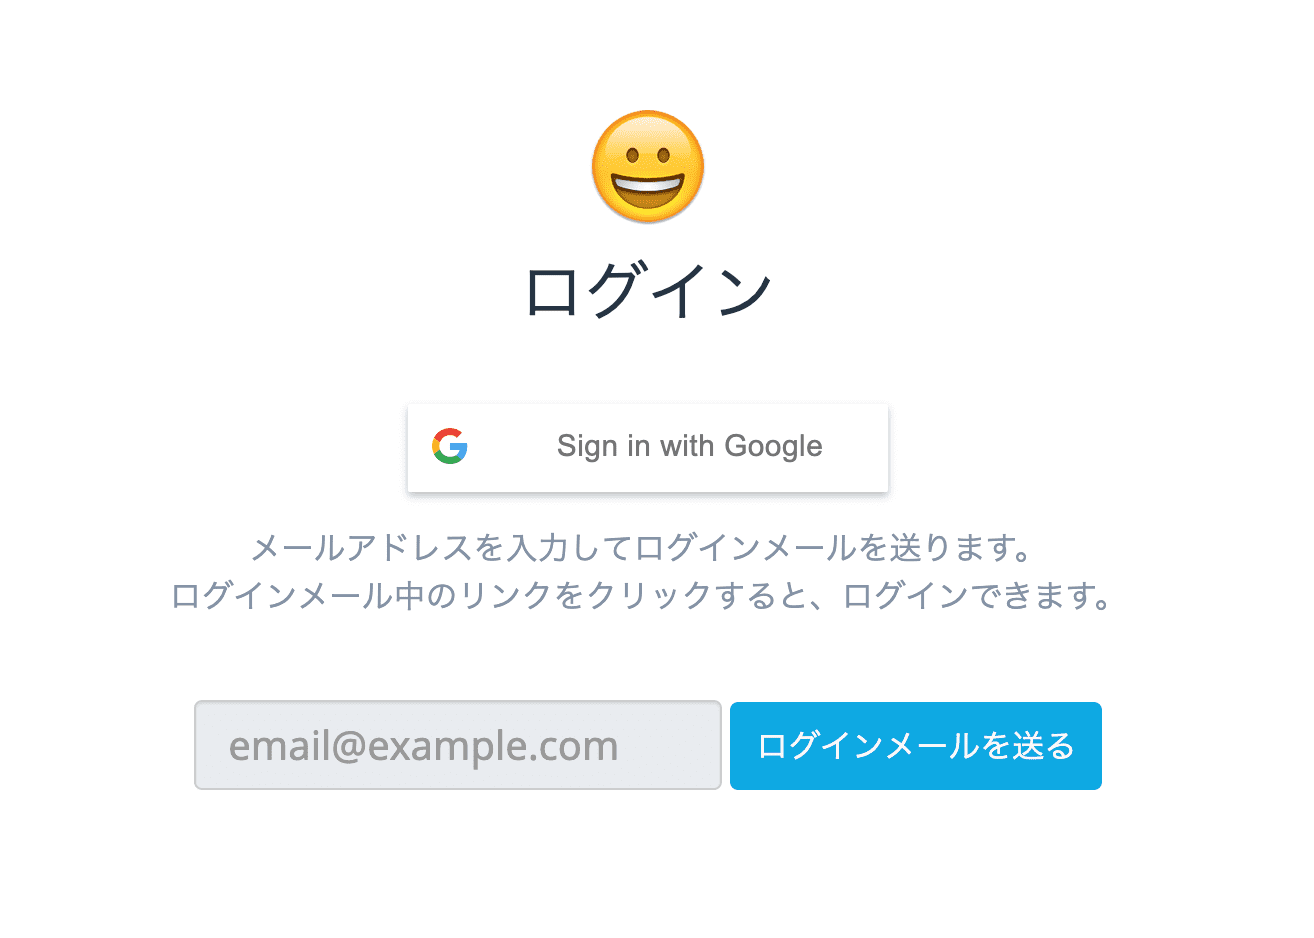 ログイン
Sign in with Google
メールアドレスを入力してログインメールを送ります。
ログインメール中のリンクをクリックすると、ログインできます。
email@example.com
ログインメールを送る